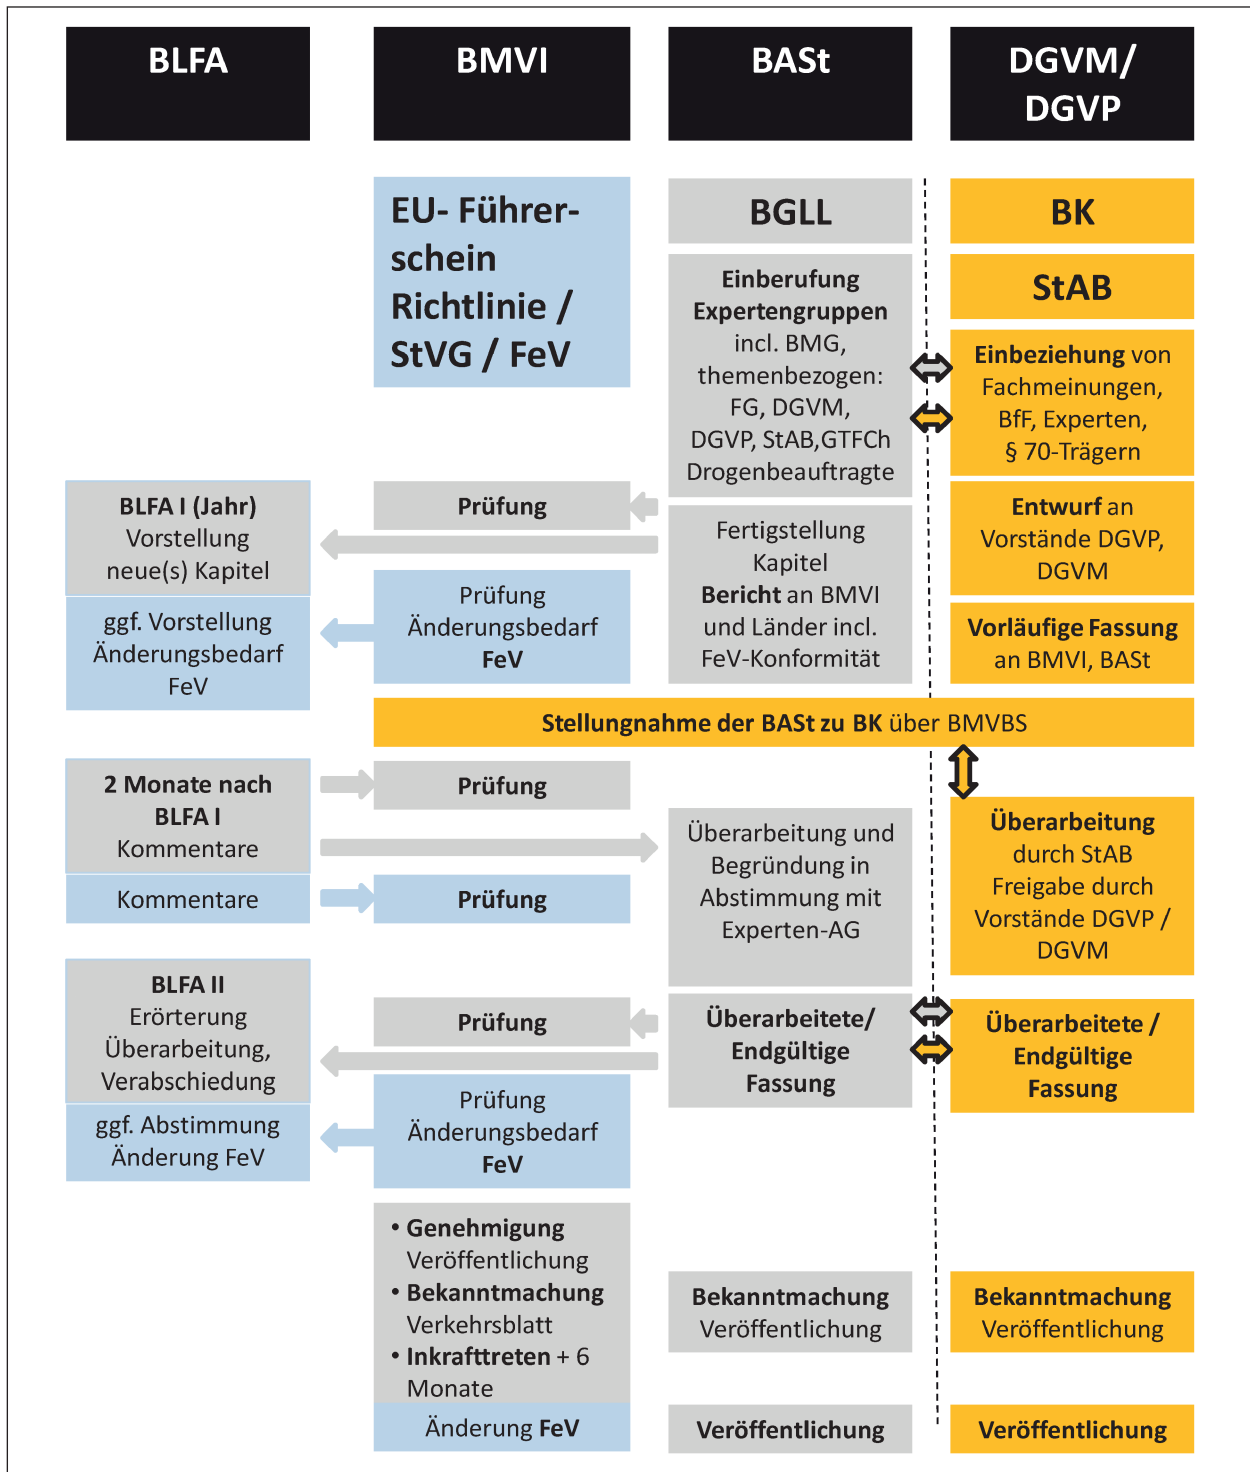 BLFA
BMVI
BASt
DGVM/
DGVP
EU- Führer-
schein
Richtlinie /
StVG / FeV
BGLL
BK
StAB
Einberufung
Expertengruppen
incl. BMG,
themenbezogen:
FG, DGVM,
DGVP, StAB,GTFCh
Drogenbeauftragte
Einbeziehung von
Fachmeinungen,
BfF, Experten,
§ 70-Trägern
BLFA I (Jahr)
Vorstellung
neue(s) Kapitel
Prüfung
Fertigstellung
Kapitel
Bericht an BMVI
und Länder incl.
FeV-Konformität
Entwurf an
Vorstände DGVP,
DGVM
ggf. Vorstellung
Änderungsbedarf
FeV
Prüfung
Änderungsbedarf
FeV
Vorläufige Fassung
an BMVI, BASt
Stellungnahme der BASt zu BK über BMVBS
2 Monate nach
BLFA I
Kommentare
Prüfung
Überarbeitung und
Begründung in
Abstimmung mit
Experten-AG
Überarbeitung
durch StAB
Freigabe durch
Vorstände DGVP /
DGVM
Kommentare
Prüfung
BLFA II
Erörterung
Überarbeitung,
Verabschiedung
Prüfung
Überarbeitete/
Endgültige
Fassung
Überarbeitete /
Endgültige
Fassung
ggf. Abstimmung
Änderung FeV
Prüfung
Änderungsbedarf
FeV
• Genehmigung
Veröffentlichung
• Bekanntmachung
Verkehrsblatt
• Inkrafttreten + 6
Monate
Bekanntmachung
Veröffentlichung
Bekanntmachung
Veröffentlichung
Änderung FeV
Veröffentlichung
Veröffentlichung